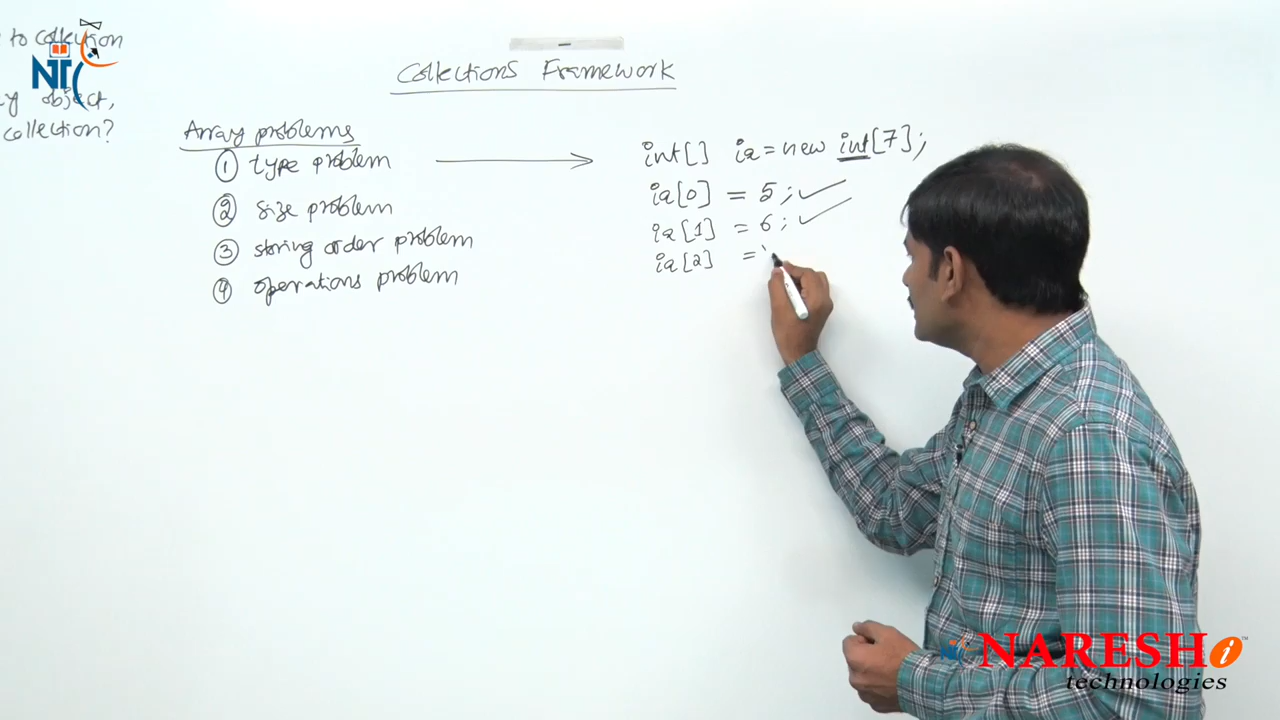 to collection
object,
collection?
NTC
Collections Framework
Array problems
① type problem
② size problem
③ string order problem
④ operations problem
int[] ia = new int[7];
ia[0] = 5;
ia[1] = 6;
ia[2] =
NARESH i
technologies